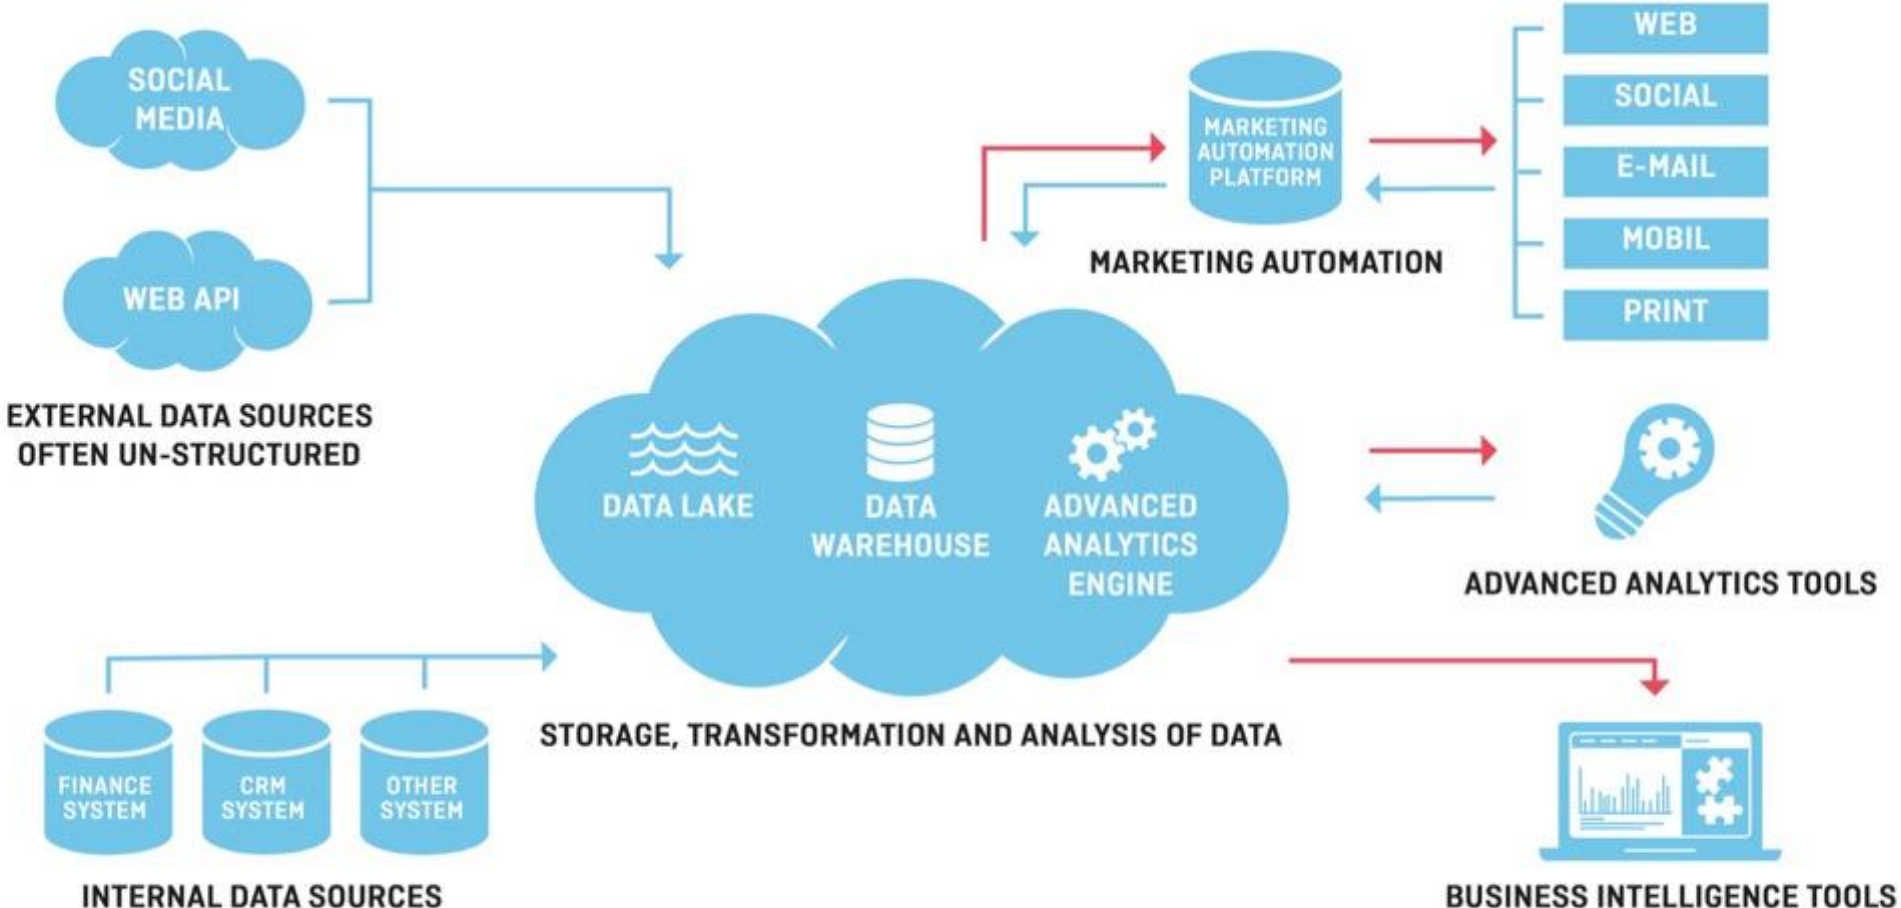 SOCIAL
MEDIA
WEB API
EXTERNAL DATA SOURCES
OFTEN UN-STRUCTURED
MARKETING
AUTOMATION
PLATFORM
MARKETING AUTOMATION
WEB
SOCIAL
E-MAIL
MOBIL
PRINT
DATA LAKE
DATA
WAREHOUSE
ADVANCED
ANALYTICS
ENGINE
STORAGE, TRANSFORMATION AND ANALYSIS OF DATA
ADVANCED ANALYTICS TOOLS
FINANCE
SYSTEM
CRM
SYSTEM
OTHER
SYSTEM
INTERNAL DATA SOURCES
BUSINESS INTELLIGENCE TOOLS